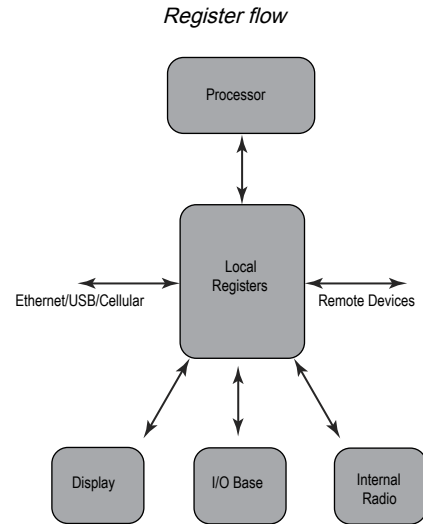 Register flow
Processor
Local
Registers
Ethernet/USB/Cellular
Remote Devices
Display
I/O Base
Internal
Radio